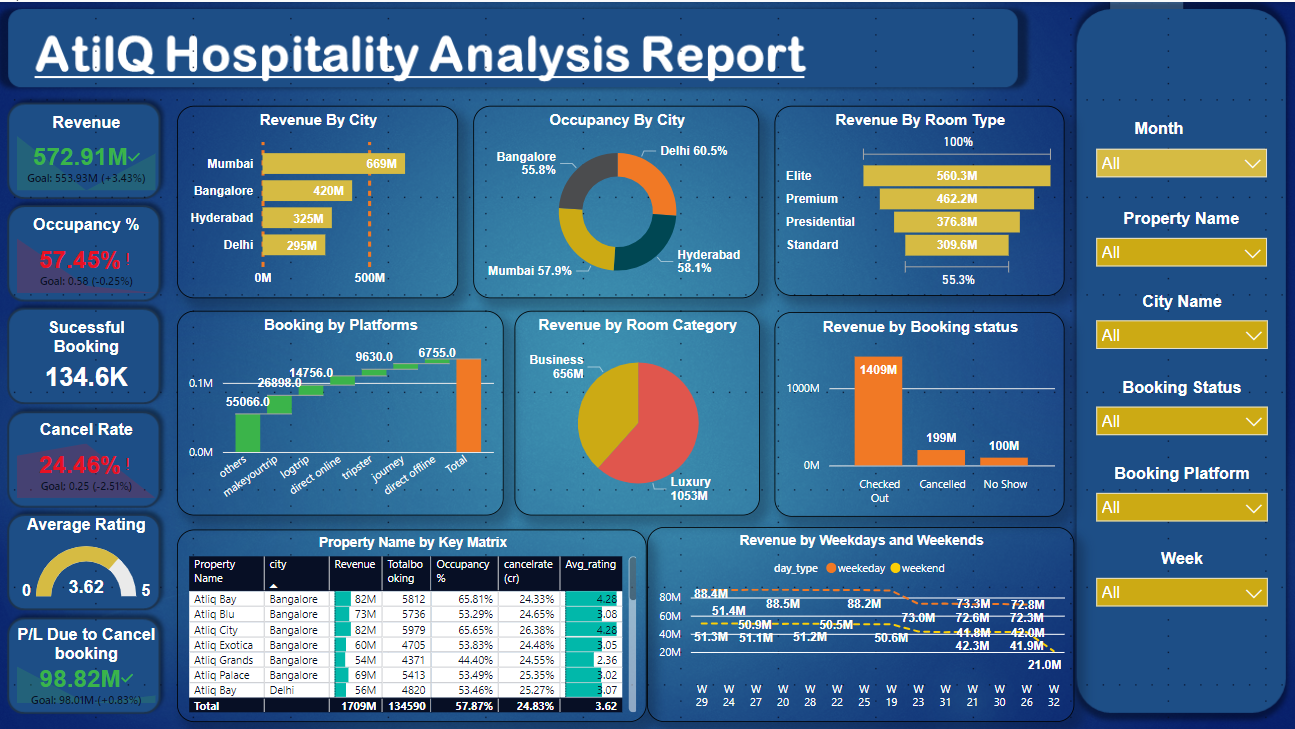 AtilQ Hospitality Analysis Report
Revenue
572.91M
Goal: 553.93M (+3.43%)
Occupancy %
57.45% !
Goal: 0.58 (-0.25%)
Sucessful
Booking
134.6K
Cancel Rate
24.46% !
Goal: 0.25 (-2.51%)
Average Rating
0 3.62 5
P/L Due to Cancel
booking
98.82M
Goal: 98.01M (+0.83%)
Revenue By City
Mumbai 669M
Bangalore 420M
Hyderabad 325M
Delhi 295M
0M 500M
Occupancy By City
Delhi 60.5%
Bangalore
55.8%
Hyderabad
58.1%
Mumbai 57.9%
Revenue By Room Type
100%
Elite 560.3M
Premium 462.2M
Presidential 376.8M
Standard 309.6M
55.3%
Booking by Platforms
0.1M
0.0M
55066.0
26898.0
14756.0
9630.0
6755.0
others
makeyourtrip
logtrip
direct online
tripster
journey
direct offline
Total
Revenue by Room Category
Business
656M
Luxury
1053M
Revenue by Booking status
1000M
0M
1409M
199M
100M
Checked
Out
Cancelled
No Show
Property Name by Key Matrix
Property
Name city Revenue Totalbo
oking Occupancy
% cancelrate
(cr) Avg_rating
Atliq Bay Bangalore 82M 5812 65.81% 24.33% 4.28
Atliq Blu Bangalore 73M 5736 53.29% 24.65% 3.08
Atliq City Bangalore 82M 5979 65.65% 26.38% 4.28
Atliq Exotica Bangalore 60M 4705 53.83% 24.48% 3.05
Atliq Grands Bangalore 54M 4371 44.40% 24.55% 2.36
Atliq Palace Bangalore 69M 5413 53.49% 25.35% 3.02
Atliq Bay Delhi 56M 4820 53.46% 25.27% 3.07
Total 1709M 134590 57.87% 24.83% 3.62
Revenue by Weekdays and Weekends
day_type weekeday weekend
80M
60M
40M
20M
88.4M
88.5M
88.2M
73.0M
73.3M
72.8M
72.6M
72.3M
51.4M
50.9M
50.5M
51.3M
51.1M
51.2M
50.6M
41.8M
42.0M
42.3M
41.9M
21.0M
W W W W W W W W W W W W W W
29 24 27 20 28 22 25 19 23 31 21 30 26 32
Month
All
Property Name
All
City Name
All
Booking Status
All
Booking Platform
All
Week
All